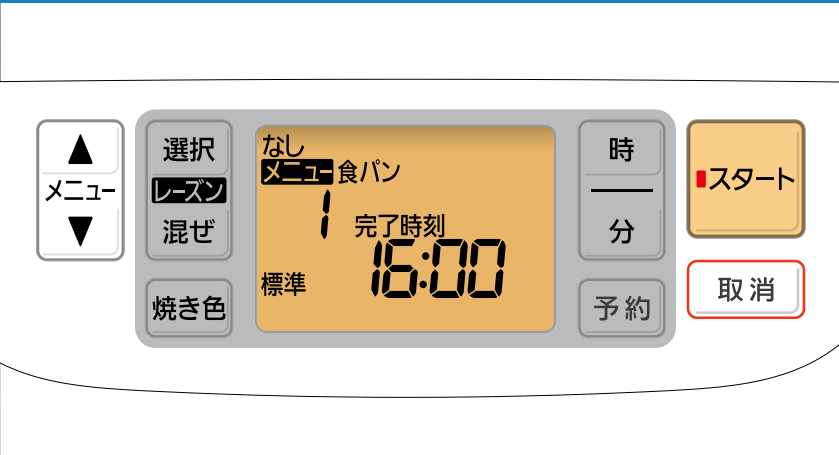 ▲
メニュー
▼
選択
レーズン
混ぜ
焼き色
なし
メニュー 食パン
1
完了時刻
16:00
標準
時
分
予約
スタート
取消